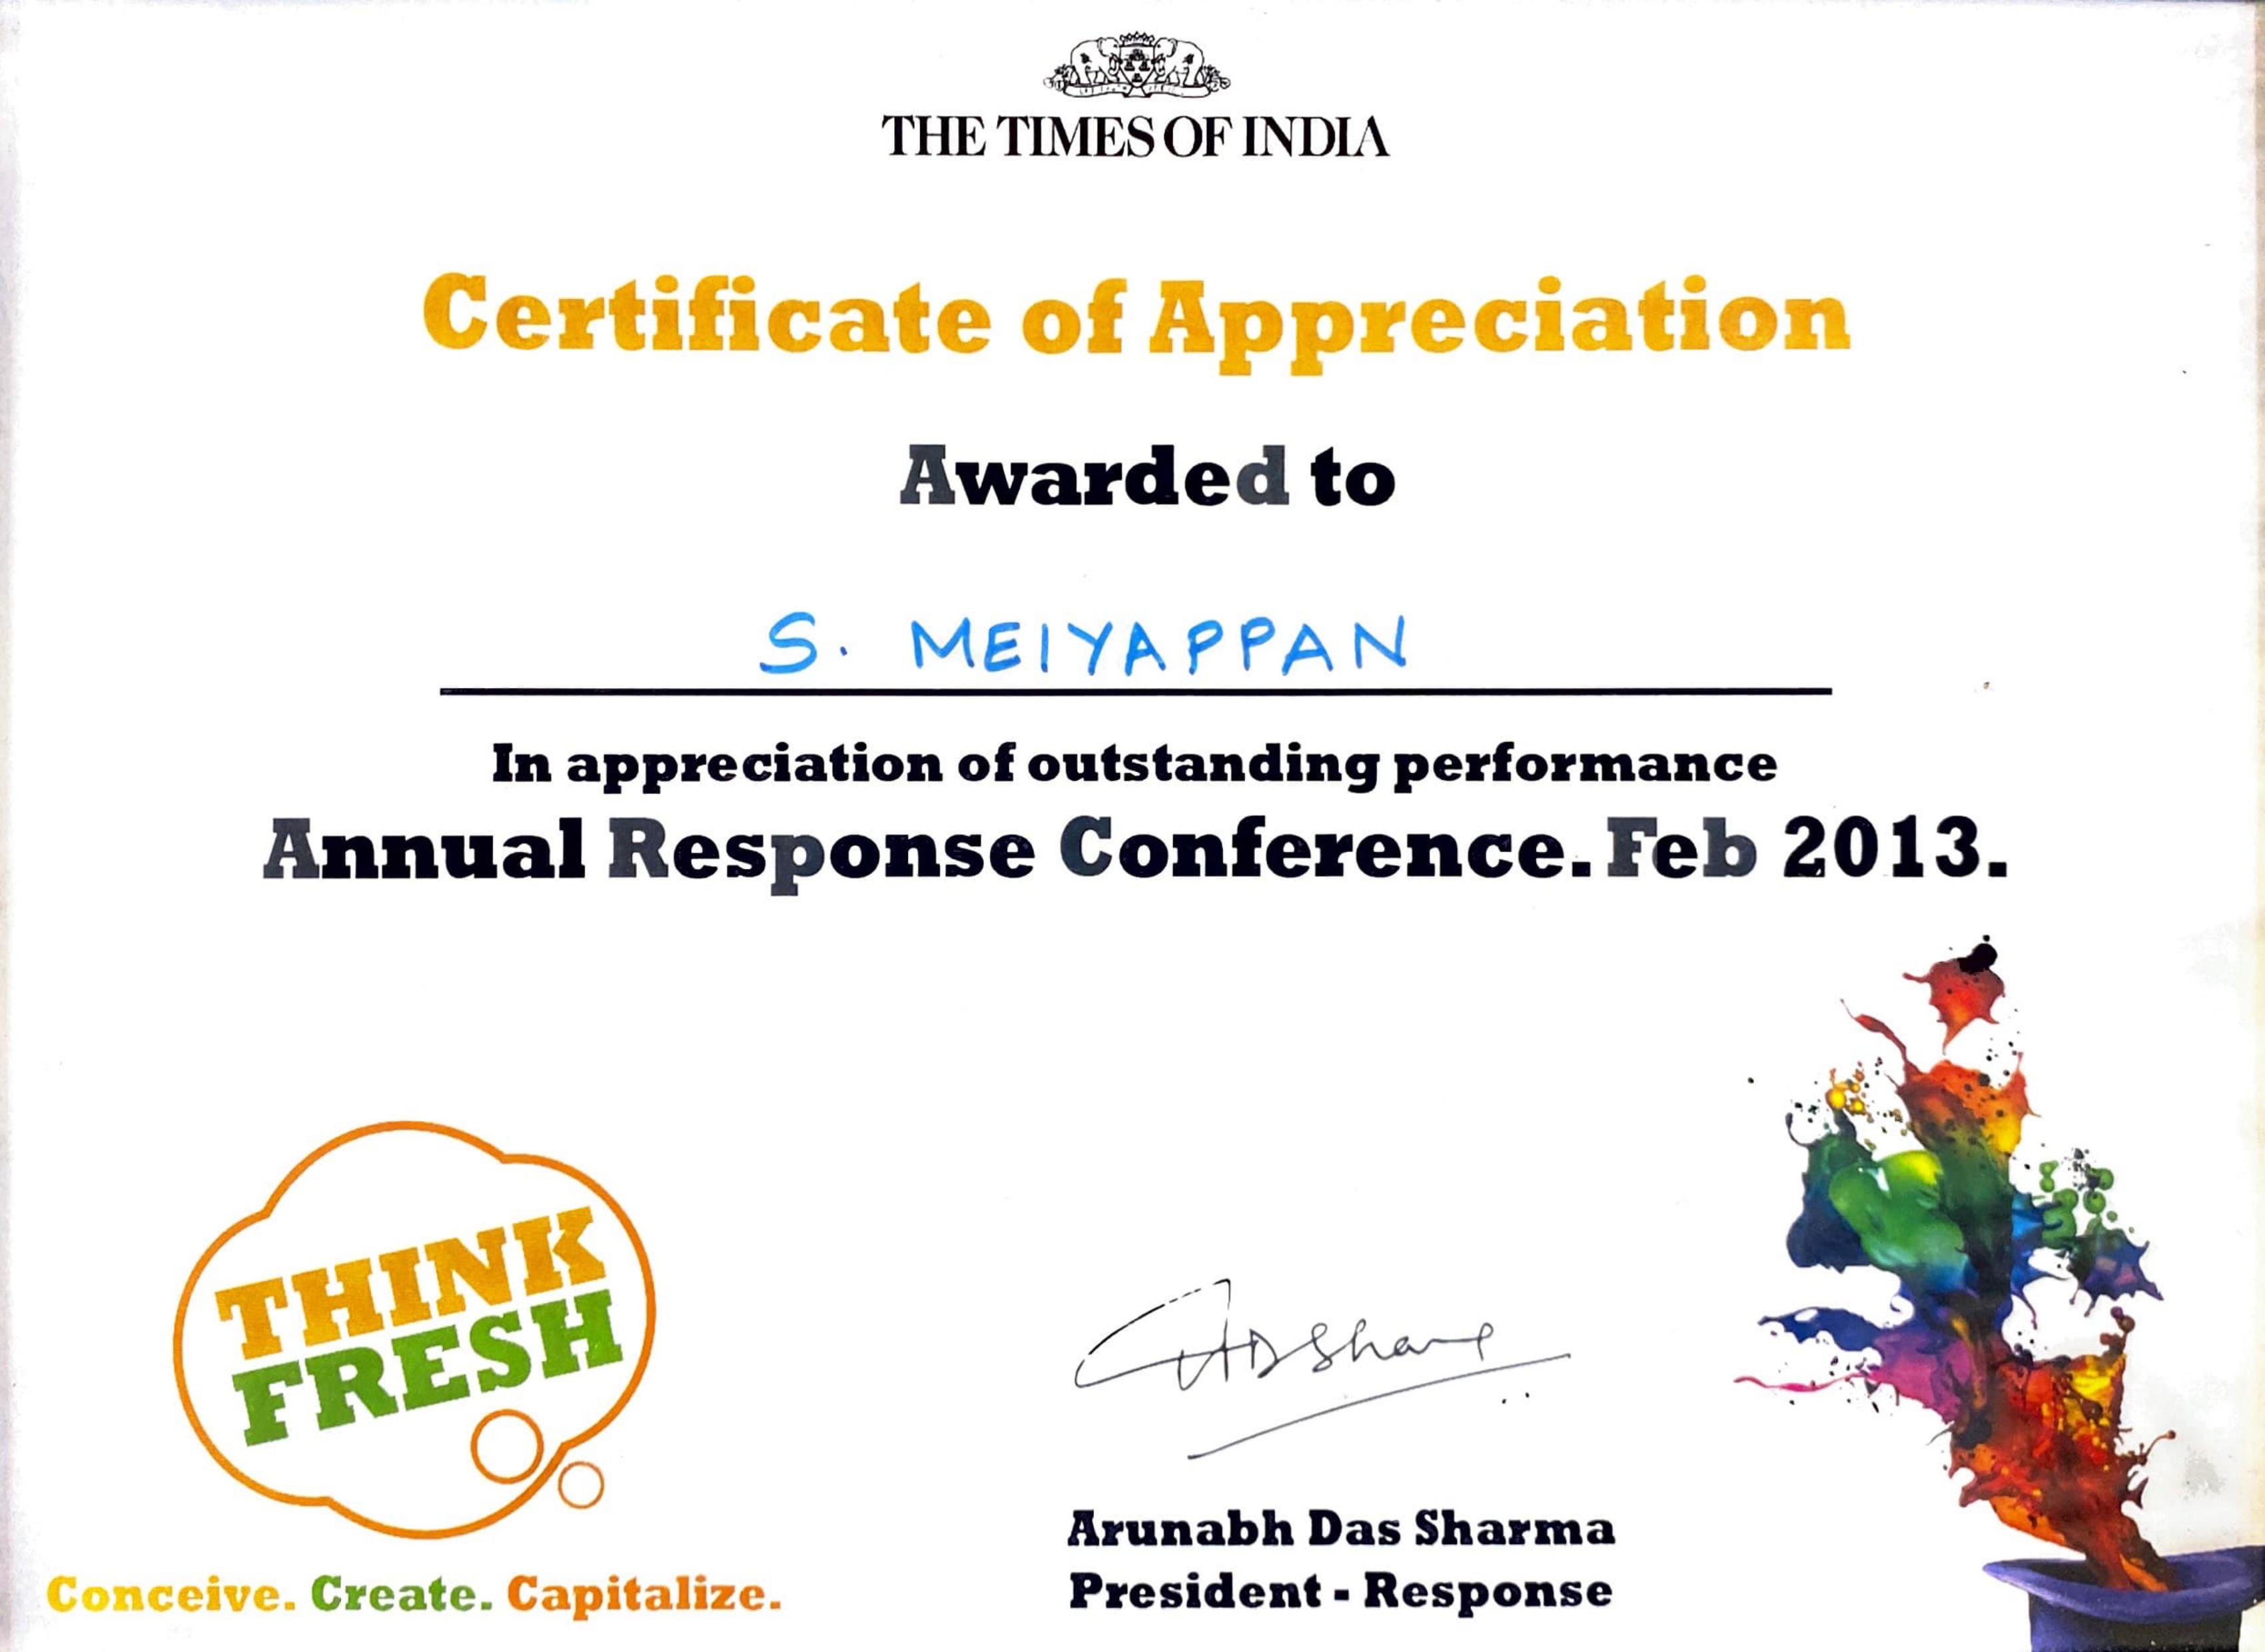 THE TIMES OF INDIA
Certificate of Appreciation
Awarded to
S. MEIYAPPAN
In appreciation of outstanding performance
Annual Response Conference. Feb 2013.
THINK
FRESH
Conceive. Create. Capitalize.
ADSharma
Arunabh Das Sharma
President - Response